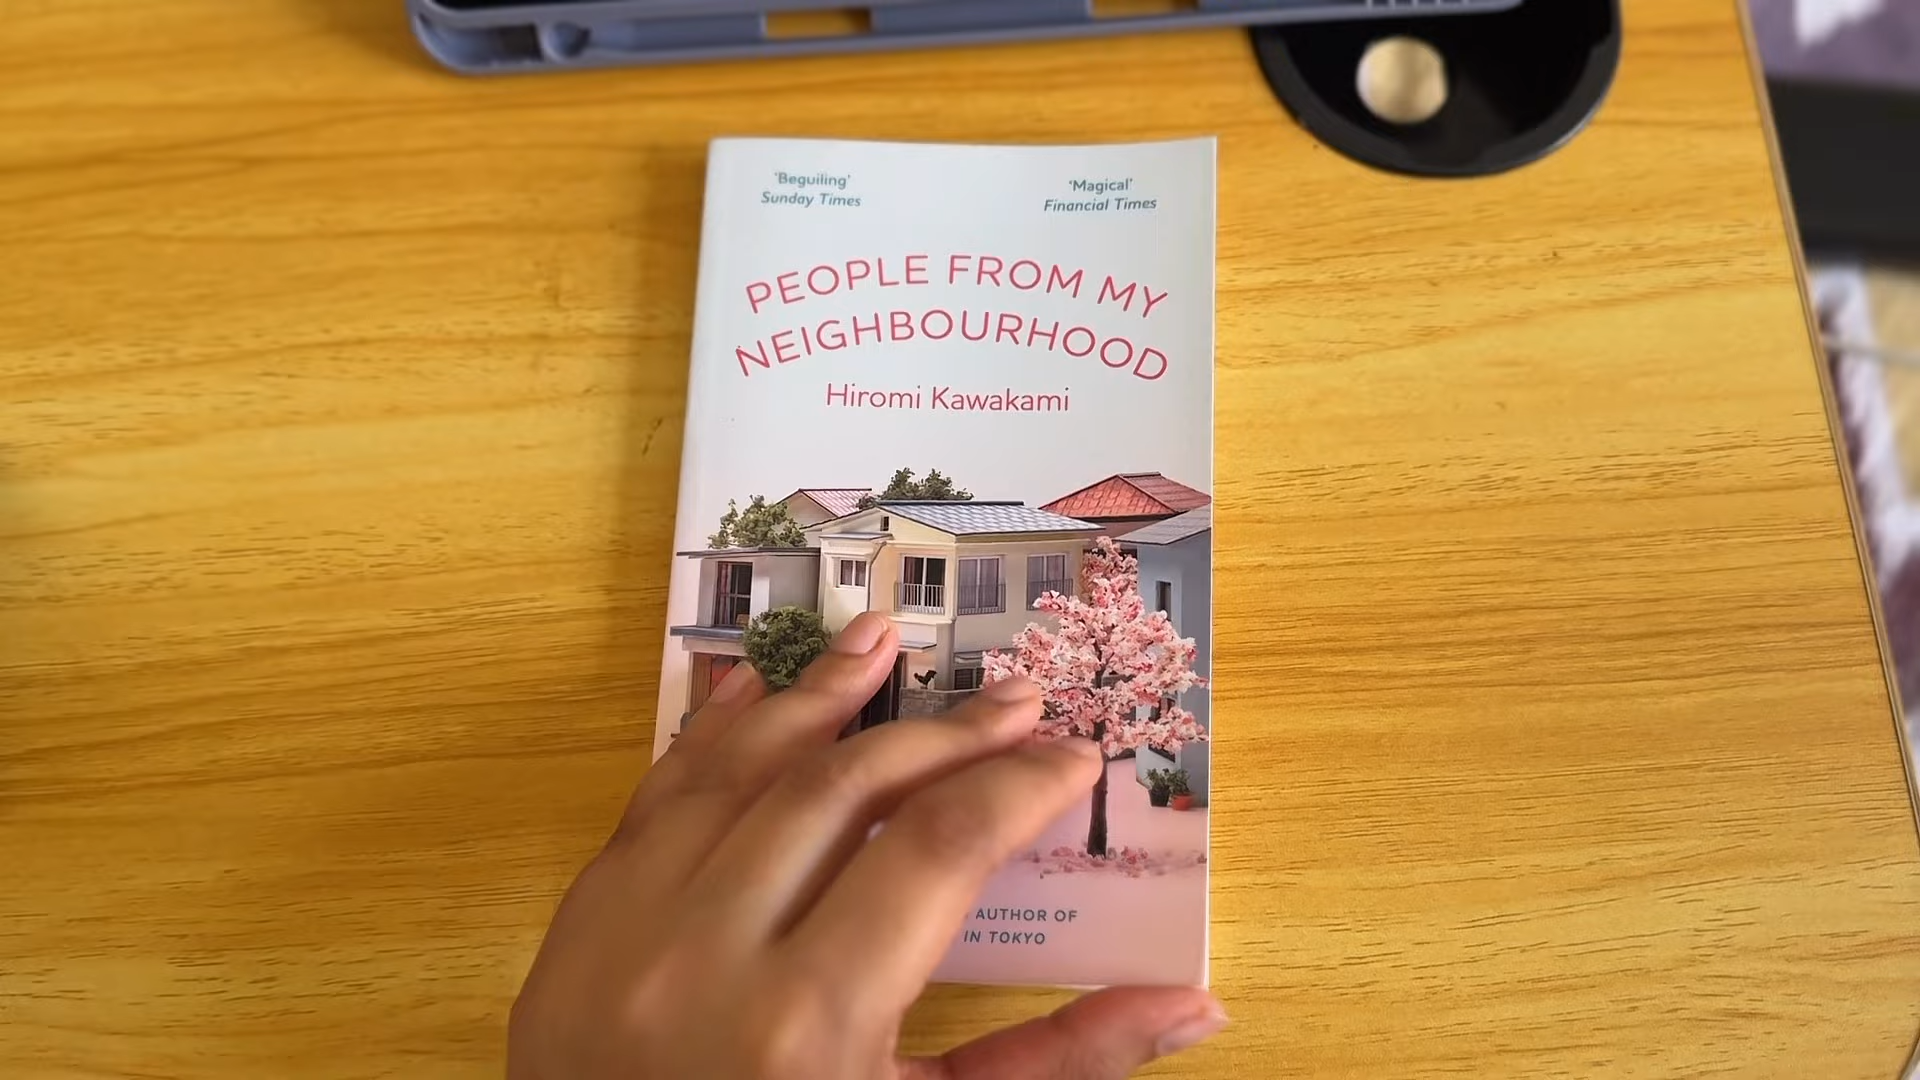 'Beguiling'
Sunday Times
'Magical'
Financial Times
PEOPLE FROM MY
NEIGHBOURHOOD
Hiromi Kawakami
AUTHOR OF
IN TOKYO